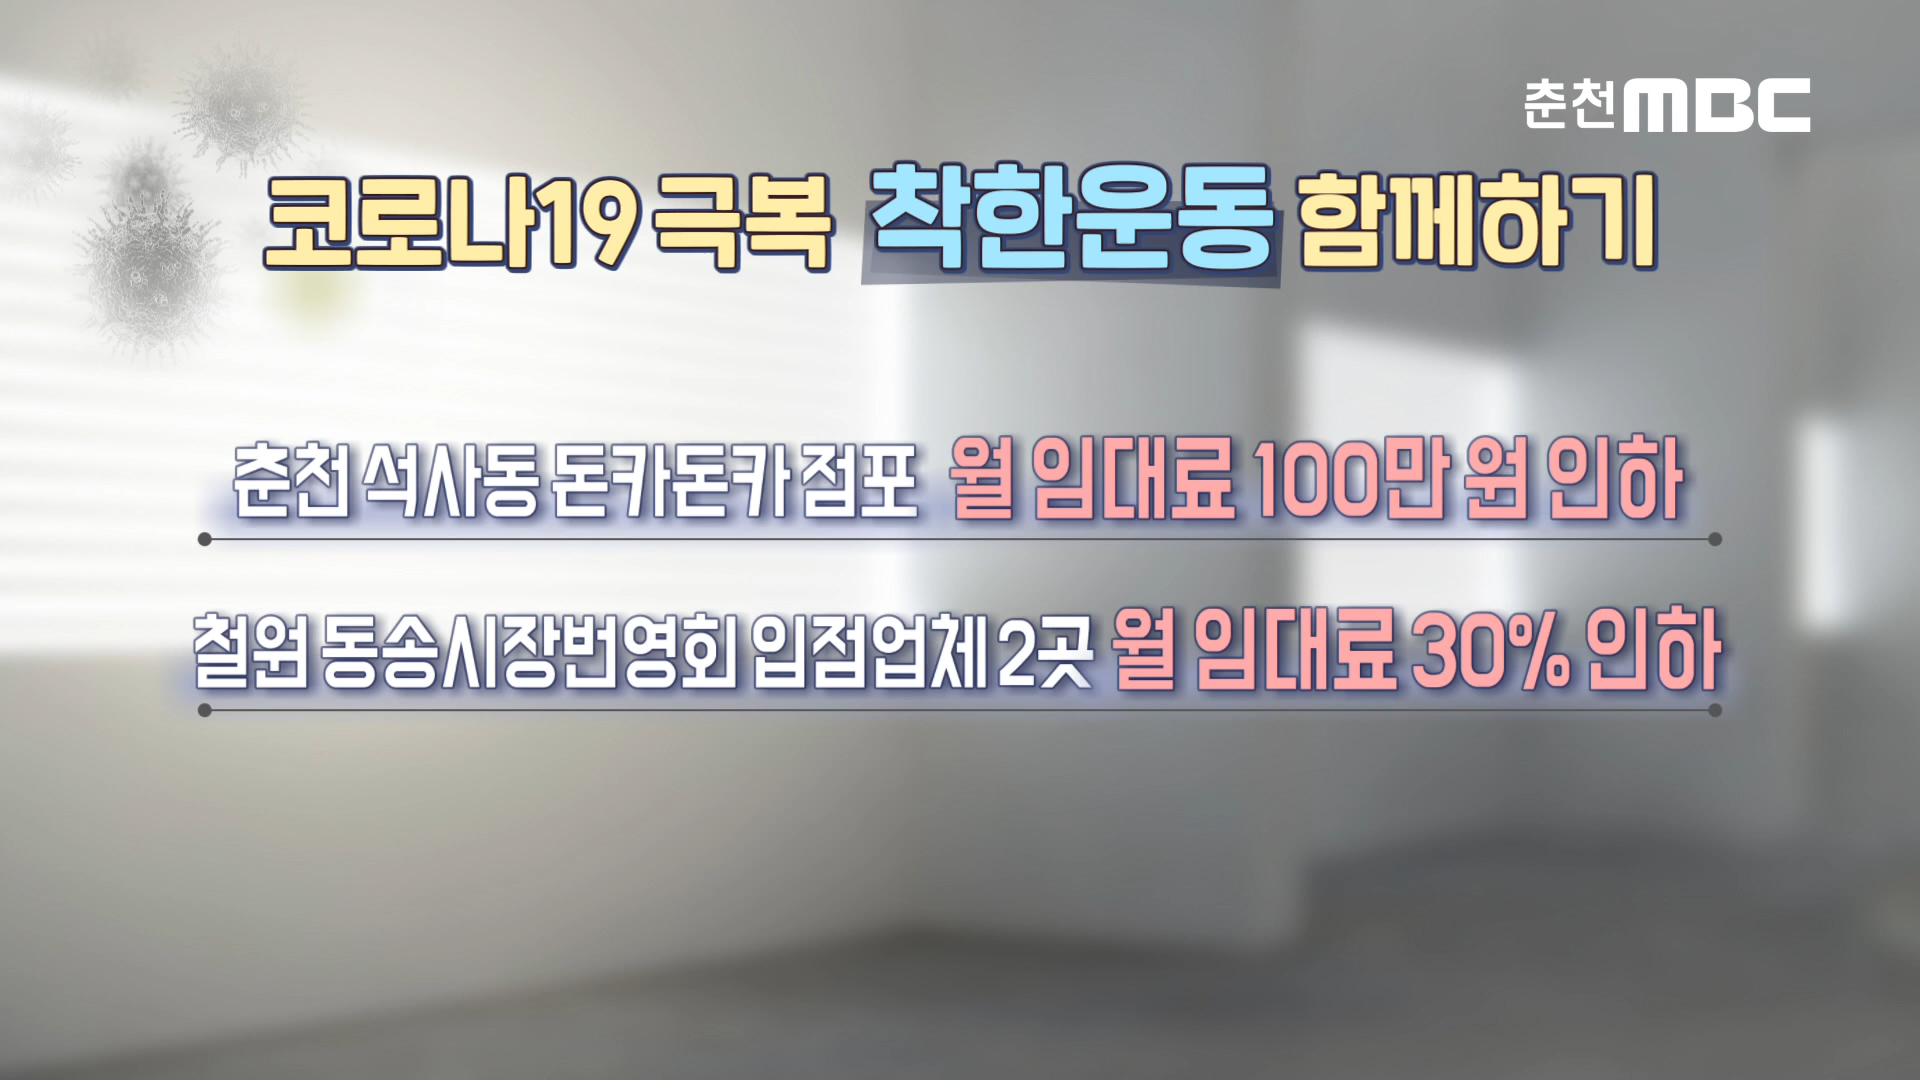 춘천MBC
코로나19 극복 착한운동 함께하기
춘천 석사동 돈카돈카 점포 월 임대료 100만 원 인하
철원 동송시장번영회 입점업체 2곳 월 임대료 30% 인하